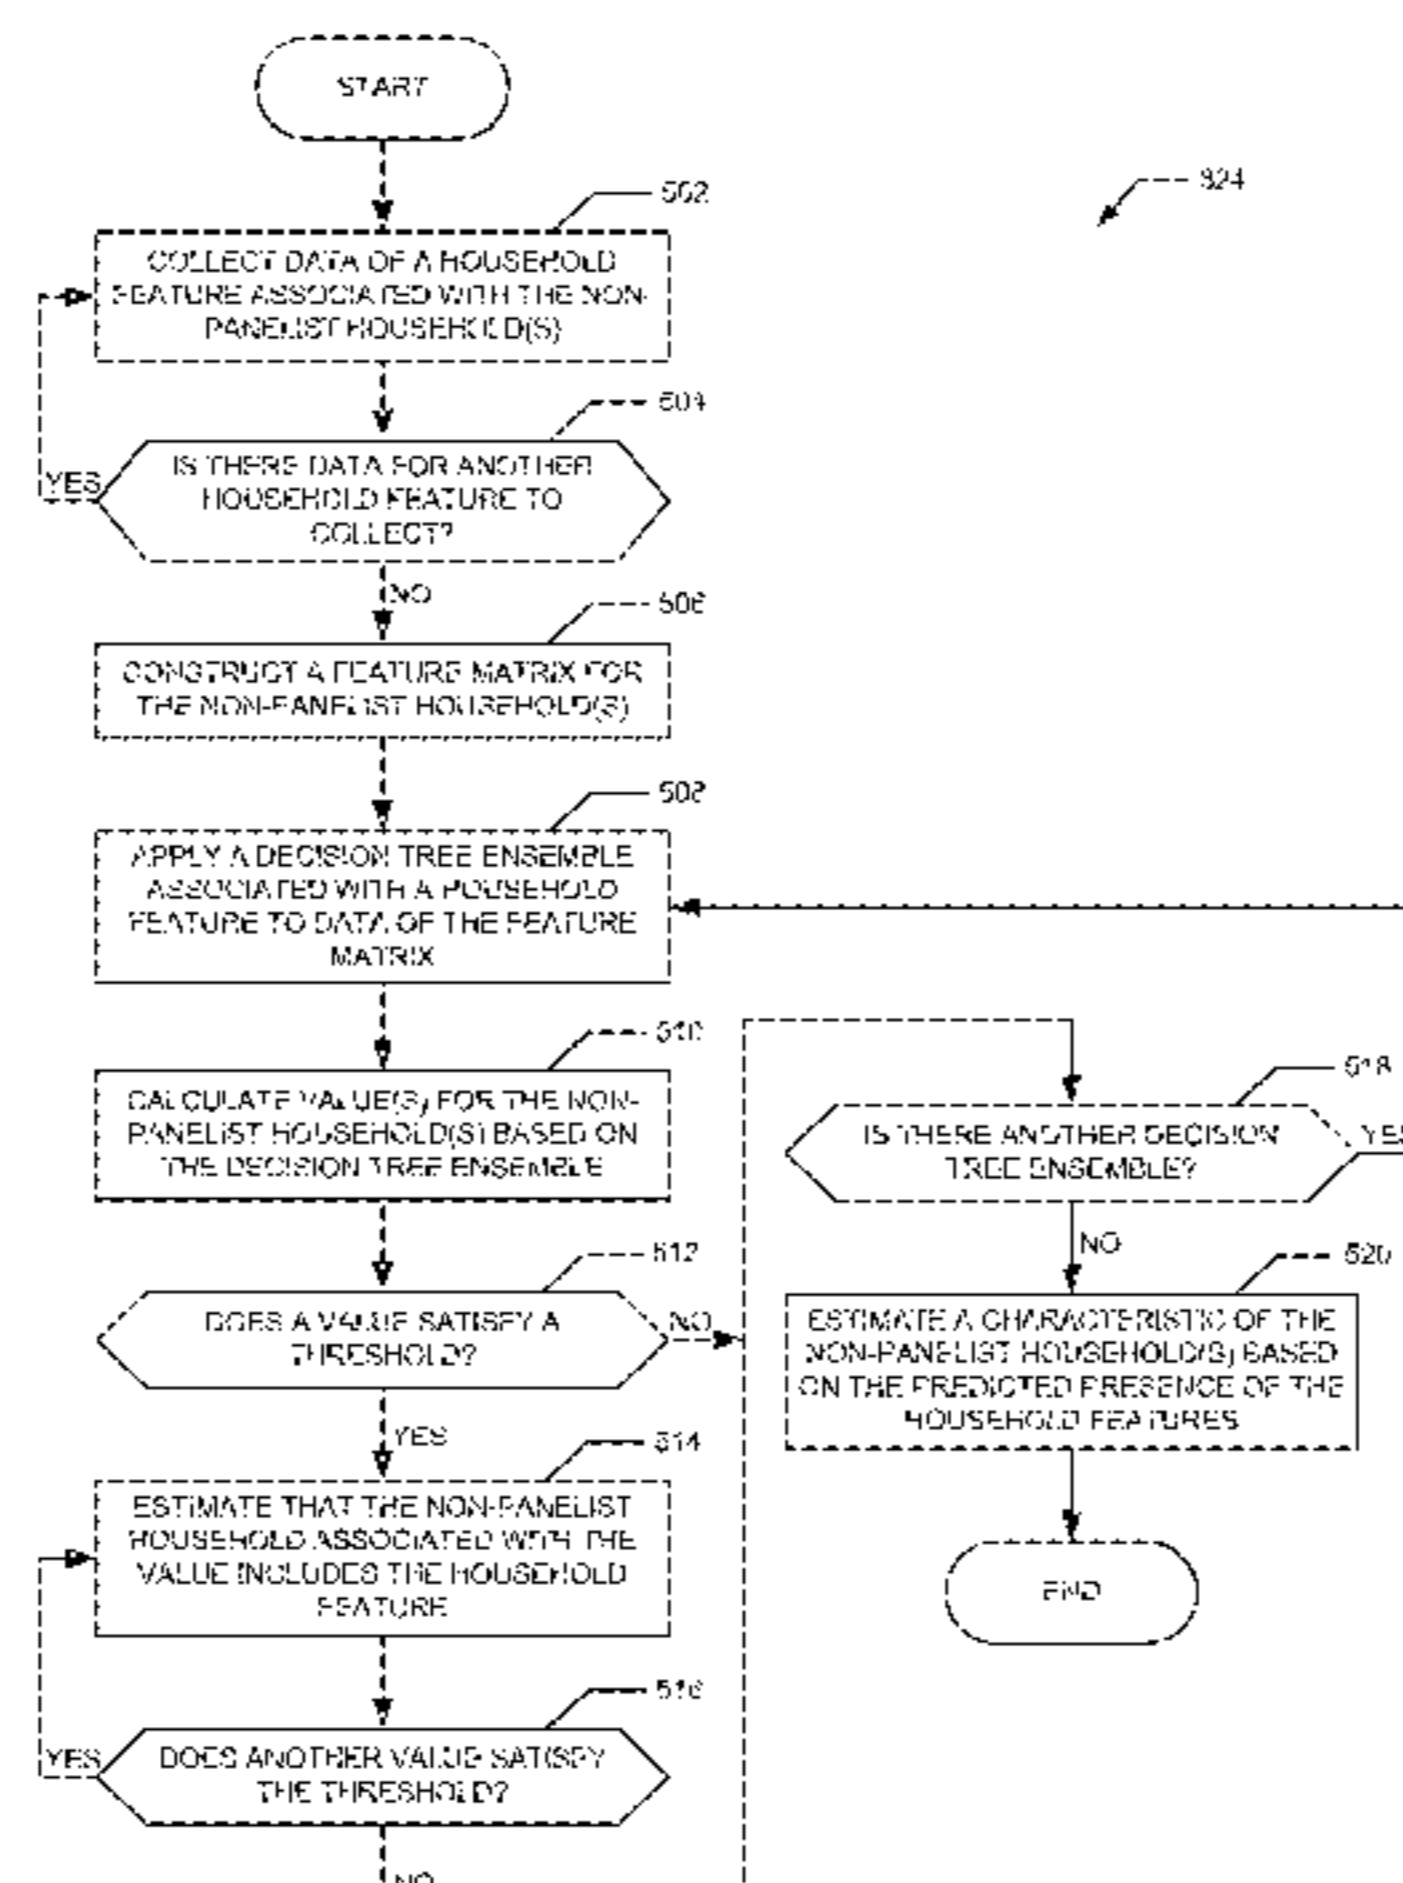 START
502
824
COLLECT DATA OF A HOUSEHOLD
FEATURE ASSOCIATED WITH THE NON-
PANELIST HOUSEHOLD(S)
504
IS THERE DATA FOR ANOTHER
HOUSEHOLD FEATURE TO
COLLECT?
YES
NO
506
CONSTRUCT A FEATURE MATRIX FOR
THE NON-PANELIST HOUSEHOLD(S)
508
APPLY A DECISION TREE ENSEMBLE
ASSOCIATED WITH A HOUSEHOLD
FEATURE TO DATA OF THE FEATURE
MATRIX
510
CALCULATE VALUE(S) FOR THE NON-
PANELIST HOUSEHOLD(S) BASED ON
THE DECISION TREE ENSEMBLE
512
DOES A VALUE SATISFY A
THRESHOLD?
NO
YES
514
ESTIMATE THAT THE NON-PANELIST
HOUSEHOLD ASSOCIATED WITH THE
VALUE INCLUDES THE HOUSEHOLD
FEATURE
516
DOES ANOTHER VALUE SATISFY
THE THRESHOLD?
YES
NO
518
IS THERE ANOTHER DECISION
TREE ENSEMBLE?
YES
NO
520
ESTIMATE A CHARACTERISTIC OF THE
NON-PANELIST HOUSEHOLD(S) BASED
ON THE PREDICTED PRESENCE OF THE
HOUSEHOLD FEATURES
END